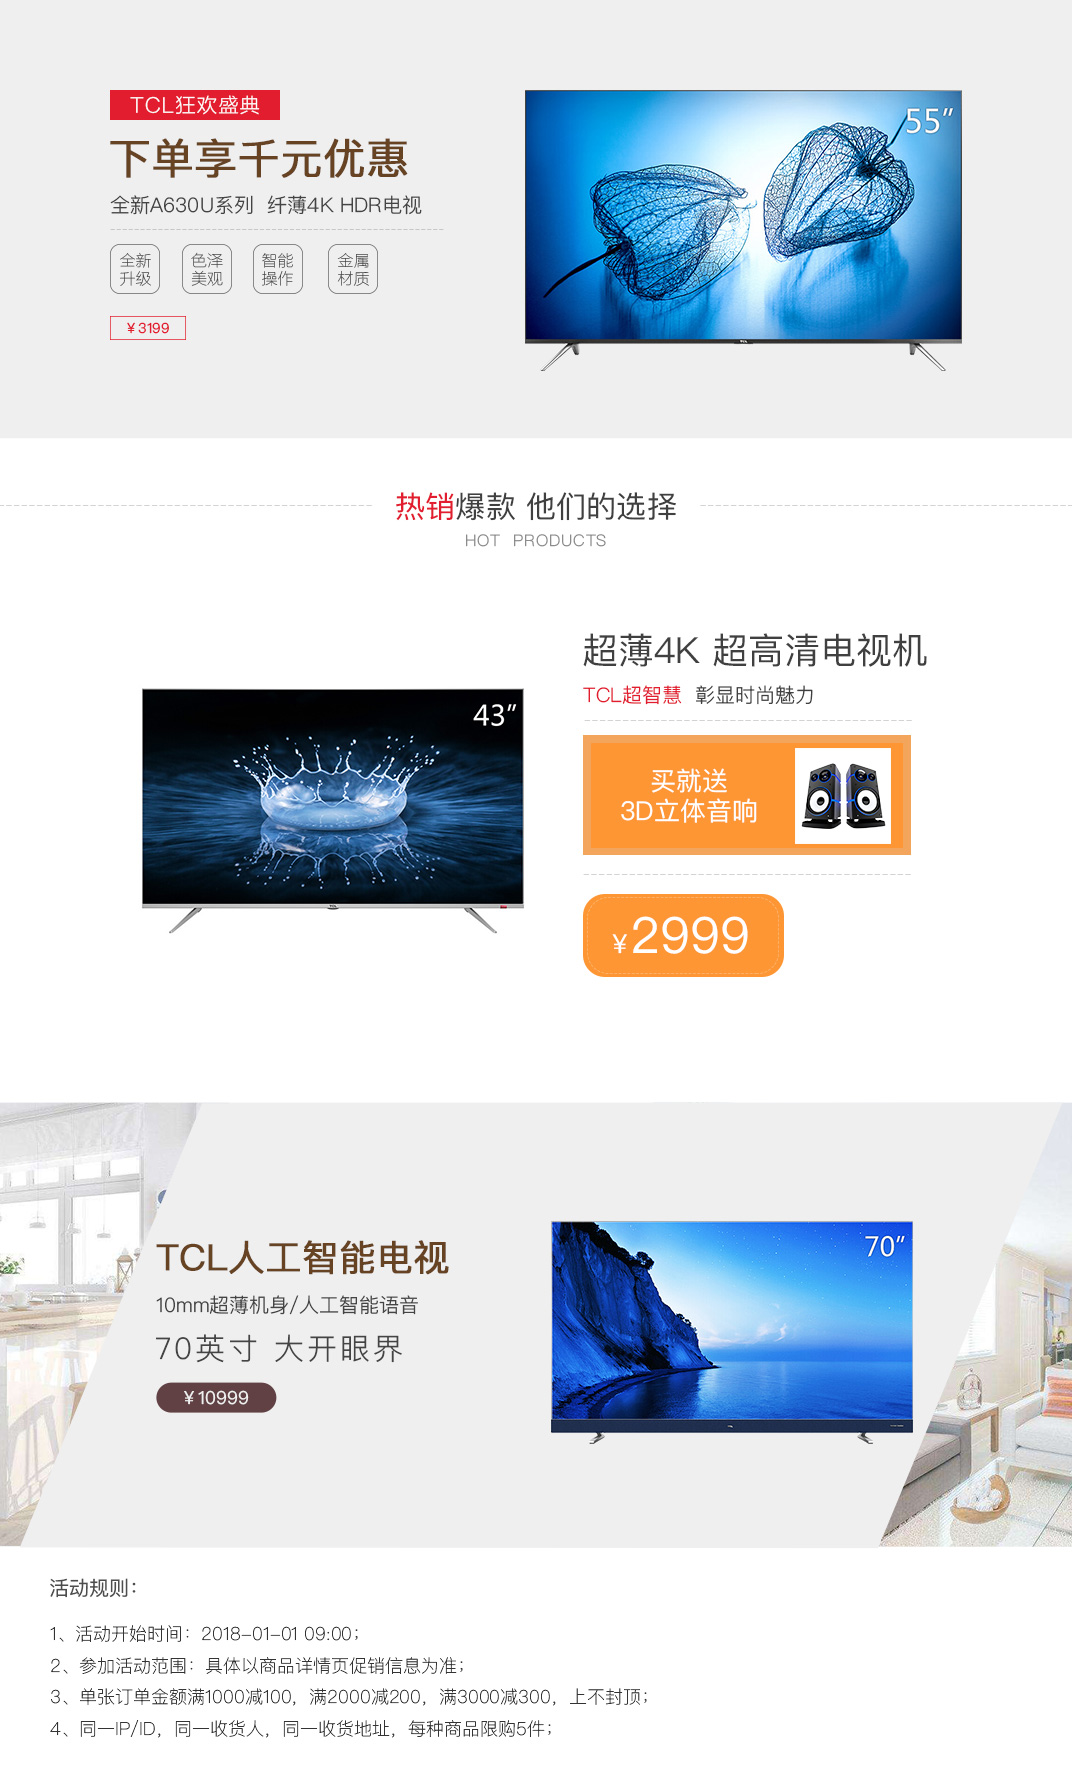 TCL狂欢盛典
下单享千元优惠
全新A630U系列 纤薄4K HDR电视
全新升级
色泽美观
智能操作
金属材质
¥3199
55”
TCL
热销爆款 他们的选择
HOT PRODUCTS
超薄4K 超高清电视机
TCL超智慧 彰显时尚魅力
43”
TCL
买就送
3D立体音响
¥2999
TCL人工智能电视
10mm超薄机身/人工智能语音
70英寸 大开眼界
¥10999
70”
活动规则：
1、活动开始时间：2018-01-01 09:00；
2、参加活动范围：具体以商品详情页促销信息为准；
3、单张订单金额满1000减100，满2000减200，满3000减300，上不封顶；
4、同一IP/ID，同一收货人，同一收货地址，每种商品限购5件；